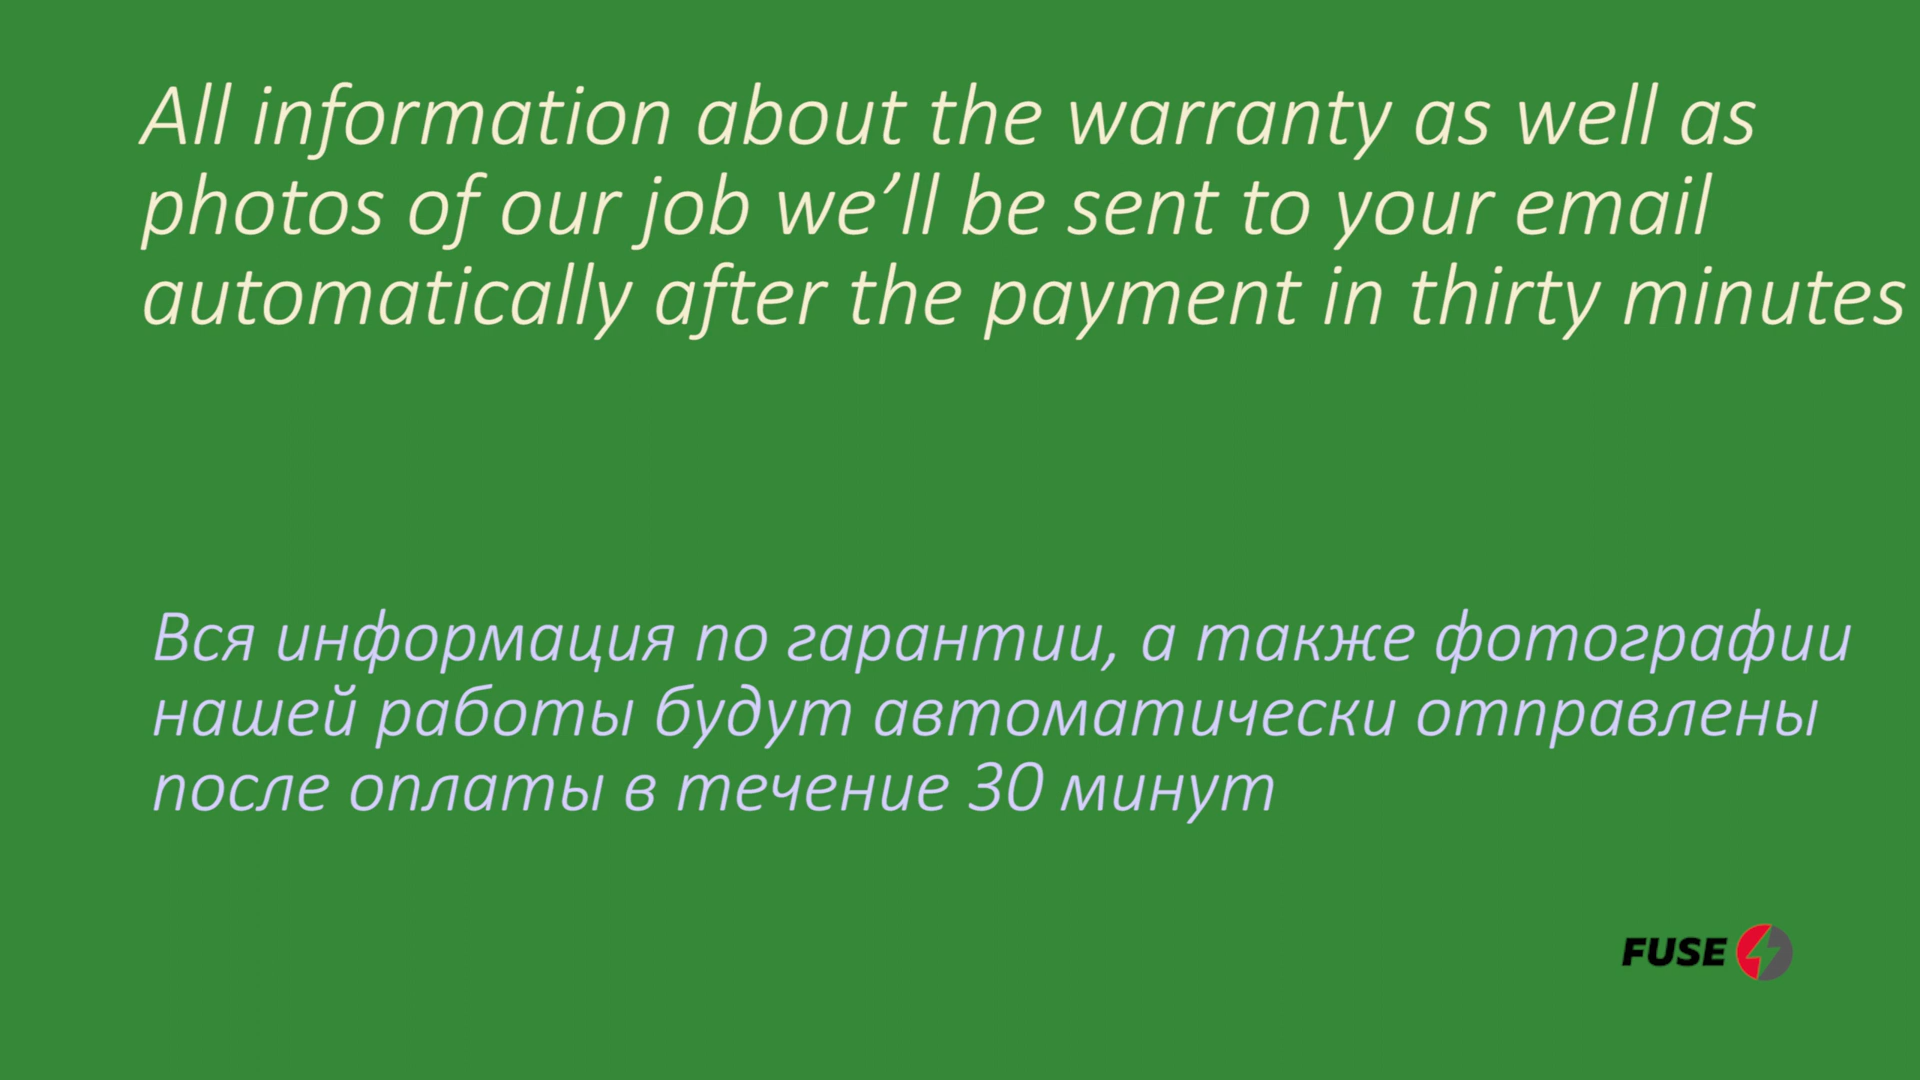 All information about the warranty as well as
photos of our job we’ll be sent to your email
automatically after the payment in thirty minutes
Вся информация по гарантии, а также фотографии
нашей работы будут автоматически отправлены
после оплаты в течение 30 минут
FUSE